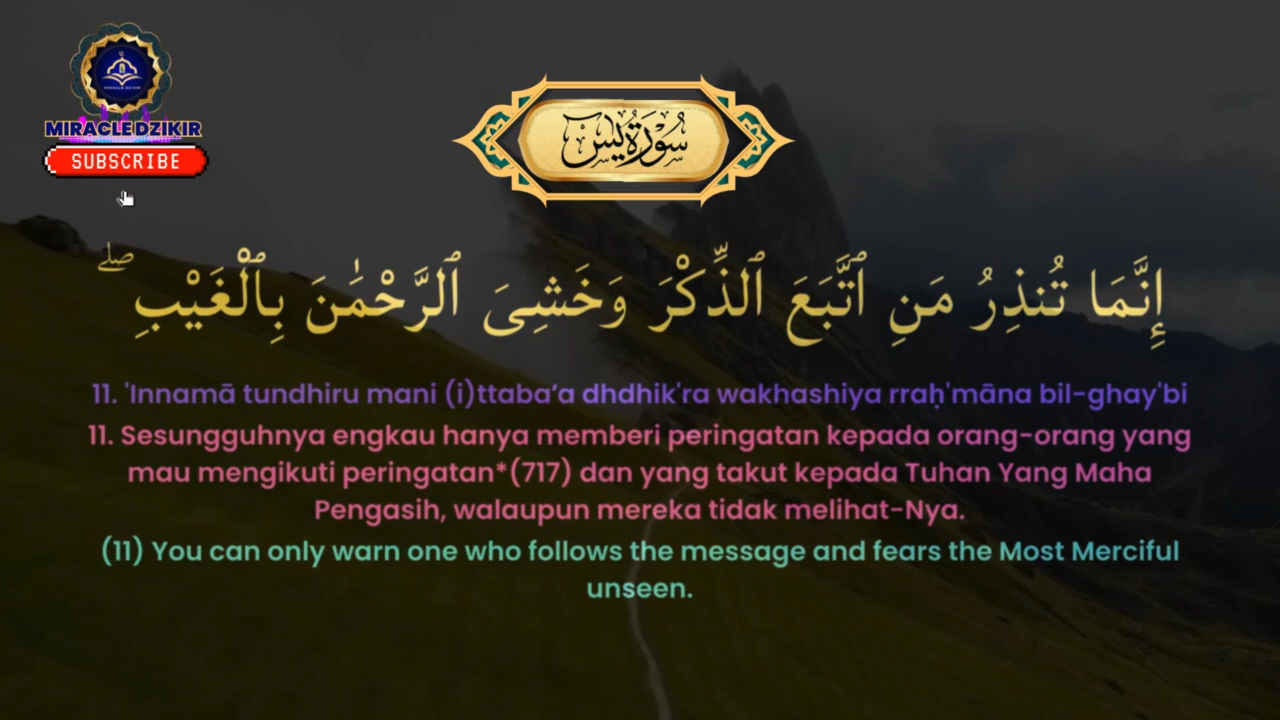 MIRACLE DZIKIR
MIRACLEDZIKIR
SUBSCRIBE
سُورَةُ يٰسٓ
إِنَّمَا تُنذِرُ مَنِ ٱتَّبَعَ ٱلذِّكْرَ وَخَشِىَ ٱلرَّحْمَـٰنَ بِٱلْغَيْبِ ۖ
11. 'Innamā tundhiru mani (i)ttaba‘a dhdhik'ra wakhashiya rraḥ'māna bil-ghay'bi
11. Sesungguhnya engkau hanya memberi peringatan kepada orang-orang yang
mau mengikuti peringatan*(717) dan yang takut kepada Tuhan Yang Maha
Pengasih, walaupun mereka tidak melihat-Nya.
(11) You can only warn one who follows the message and fears the Most Merciful
unseen.